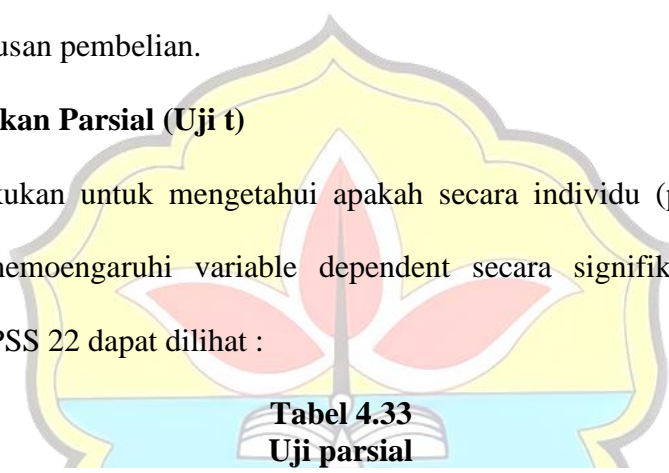 usan pembelian.
kan Parsial (Uji t)
kukan untuk mengetahui apakah secara individu (p
nemoengaruhi variable dependent secara signifik
PSS 22 dapat dilihat :
Tabel 4.33
Uji parsial